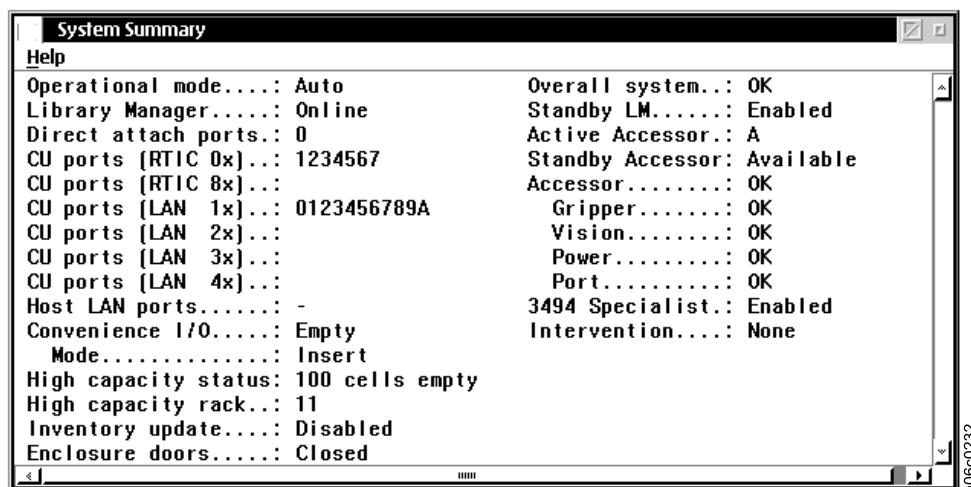 System Summary
Help
Operational mode....: Auto
Library Manager.....: Online
Direct attach ports.: 0
CU ports (RTIC 0x)..: 1234567
CU ports (RTIC 8x)..:
CU ports (LAN  1x)..: 0123456789A
CU ports (LAN  2x)..:
CU ports (LAN  3x)..:
CU ports (LAN  4x)..:
Host LAN ports......: -
Convenience I/O.....: Empty
Mode..............: Insert
High capacity status: 100 cells empty
High capacity rack..: 11
Inventory update....: Disabled
Enclosure doors.....: Closed
Overall system..: OK
Standby LM......: Enabled
Active Accessor.: A
Standby Accessor: Available
Accessor........: OK
Gripper.......: OK
Vision........: OK
Power.........: OK
Port..........: OK
3494 Specialist.: Enabled
Intervention....: None
06c0232